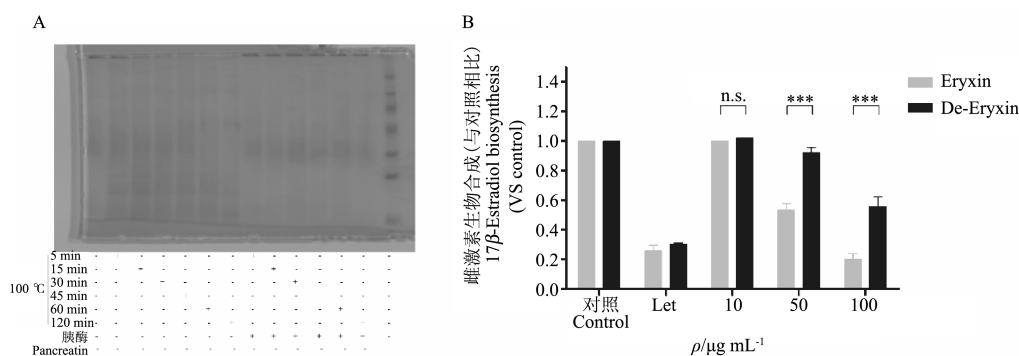 A
5 min
15 min - - + - - - - - + - - - - -
30 min - - - + - - - - - + - - - -
45 min
60 min - - - - - + - - - - - + - -
120 min
100 ℃
胰酶
Pancreatin
B
雌激素生物合成(与对照相比)
17β-Estradiol biosynthesis
(VS control)
1.4
1.2
1.0
0.8
0.6
0.4
0.2
0.0
n.s.
***
***
Eryxin
De-Eryxin
对照
Control
Let
10
50
100
ρ/μg mL⁻¹